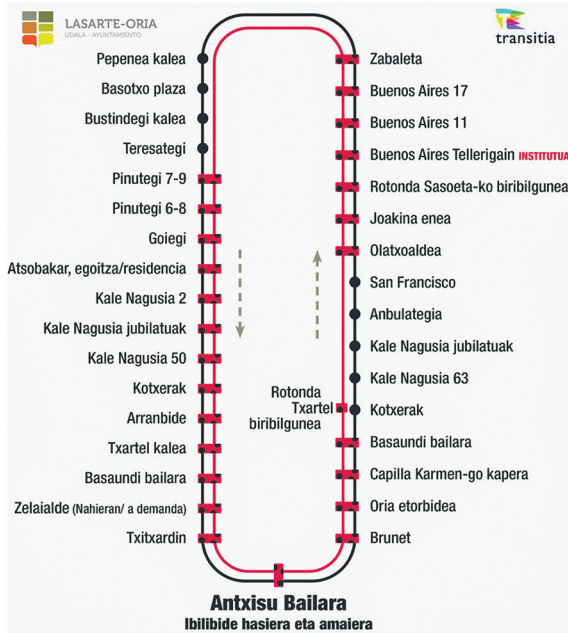 LASARTE-ORIA
UDALA - AYUNTAMIENTO
transitia
Pepenea kalea
Basotxo plaza
Bustindegi kalea
Teresategi
Pinutegi 7-9
Pinutegi 6-8
Goiegi
Atsobakar, egoitza/residencia
Kale Nagusia 2
Kale Nagusia jubilatuak
Kale Nagusia 50
Kotxerak
Arranbide
Txartel kalea
Basaundi bailara
Zelaialde (Nahieran/ a demanda)
Txitxardin
Zabaleta
Buenos Aires 17
Buenos Aires 11
Buenos Aires Tellerigain INSTITUTUA
Rotonda Sasoeta-ko biribilgunea
Joakina enea
Olatxoaldea
San Francisco
Anbulategia
Kale Nagusia jubilatuak
Kale Nagusia 63
Kotxerak
Rotonda
Txartel
biribilgunea
Basaundi bailara
Capilla Karmen-go kapera
Oria etorbidea
Brunet
Antxisu Bailara
Ibilibide hasiera eta amaiera